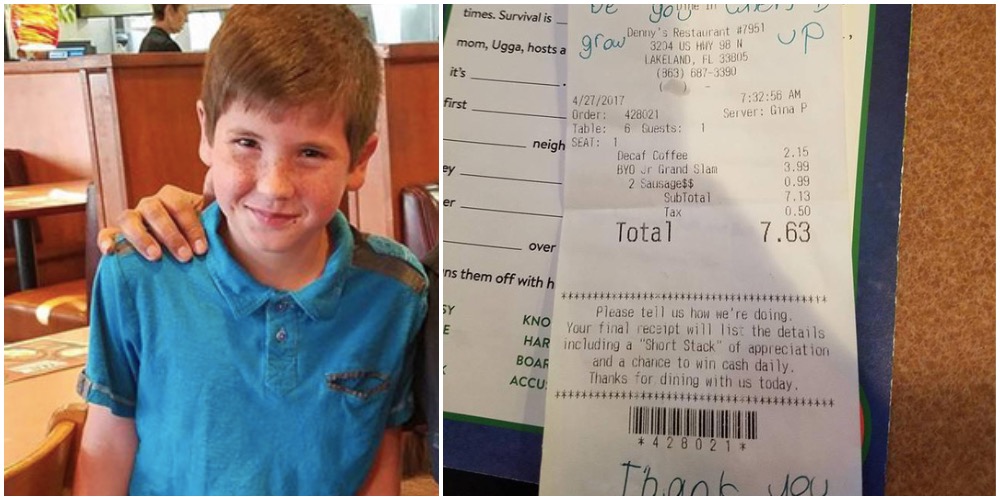 times. Survival is
mom, Ugga, hosts a
it's
first
neigh
ey
er
over
ns them off with h
SY
KNO
E
HAR
BOAR
K
ACCU
be you when I
grow up
Denny's Restaurant #7951
3204 US HWY 98 N
LAKELAND, FL 33805
(863) 687-3390
4/27/2017 7:32:56 AM
Order: 428021 Server: Gina P
Table: 6 Guests: 1
SEAT: 1
Decaf Coffee 2.15
BYO Jr Grand Slam 3.99
2 Sausage$$ 0.99
SubTotal 7.13
Tax 0.50
Total 7.63
Please tell us how we're doing.
Your final receipt will list the details
including a "Short Stack" of appreciation
and a chance to win cash daily.
Thanks for dining with us today.
*428021*
Thank you